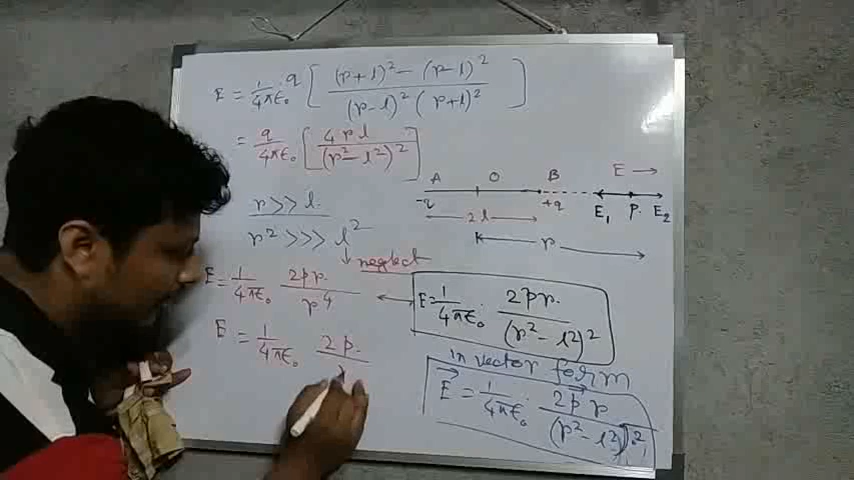 E = 1/4πε₀ q [ (r+l)² − (r−l)² / (r−l)² (r+l)² ]
= q/4πε₀ [ 4rl / (r²−l²)² ]
r>>l
r² >>> l²
↓ neglect
E = 1/4πε₀ 2pr/r⁴
E = 1/4πε₀ 2p.
E →
A O B
-q +q E₁ P. E₂
2l
r
E = 1/4πε₀ . 2pr. / (r²−l²)²
in vector form
E⃗ = 1/4πε₀ . 2p⃗ r / (r²−l²)²